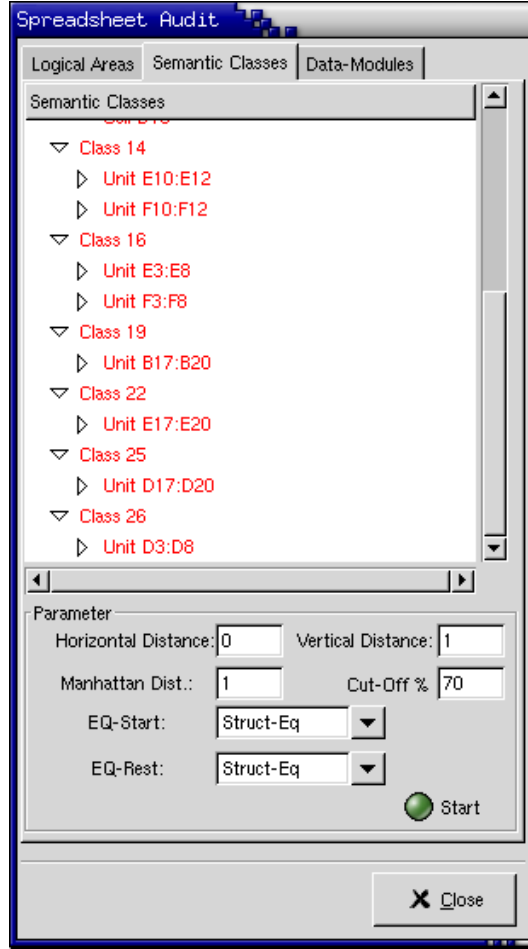 Spreadsheet Audit
Logical Areas Semantic Classes Data-Modules
Semantic Classes
Class 14
Unit E10:E12
Unit F10:F12
Class 16
Unit E3:E8
Unit F3:F8
Class 19
Unit B17:B20
Class 22
Unit E17:E20
Class 25
Unit D17:D20
Class 26
Unit D3:D8
Parameter
Horizontal Distance: 0 Vertical Distance: 1
Manhattan Dist.: 1 Cut-Off % 70
EQ-Start: Struct-Eq
EQ-Rest: Struct-Eq
Start
Close